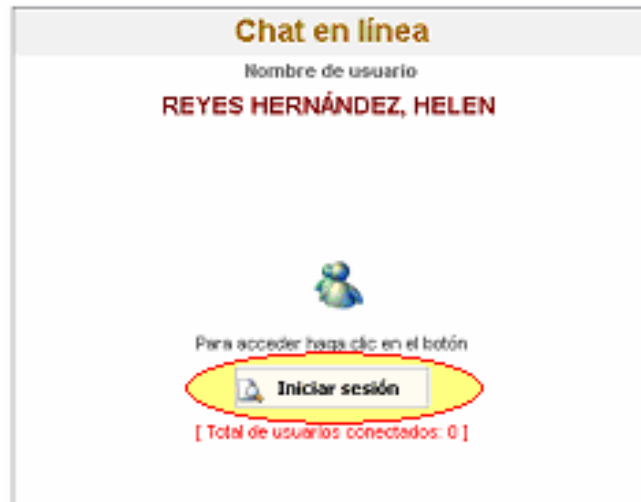 Chat en línea
Nombre de usuario
REYES HERNÁNDEZ, HELEN
Para acceder haga clic en el botón
Iniciar sesión
[ Total de usuarios conectados: 0 ]